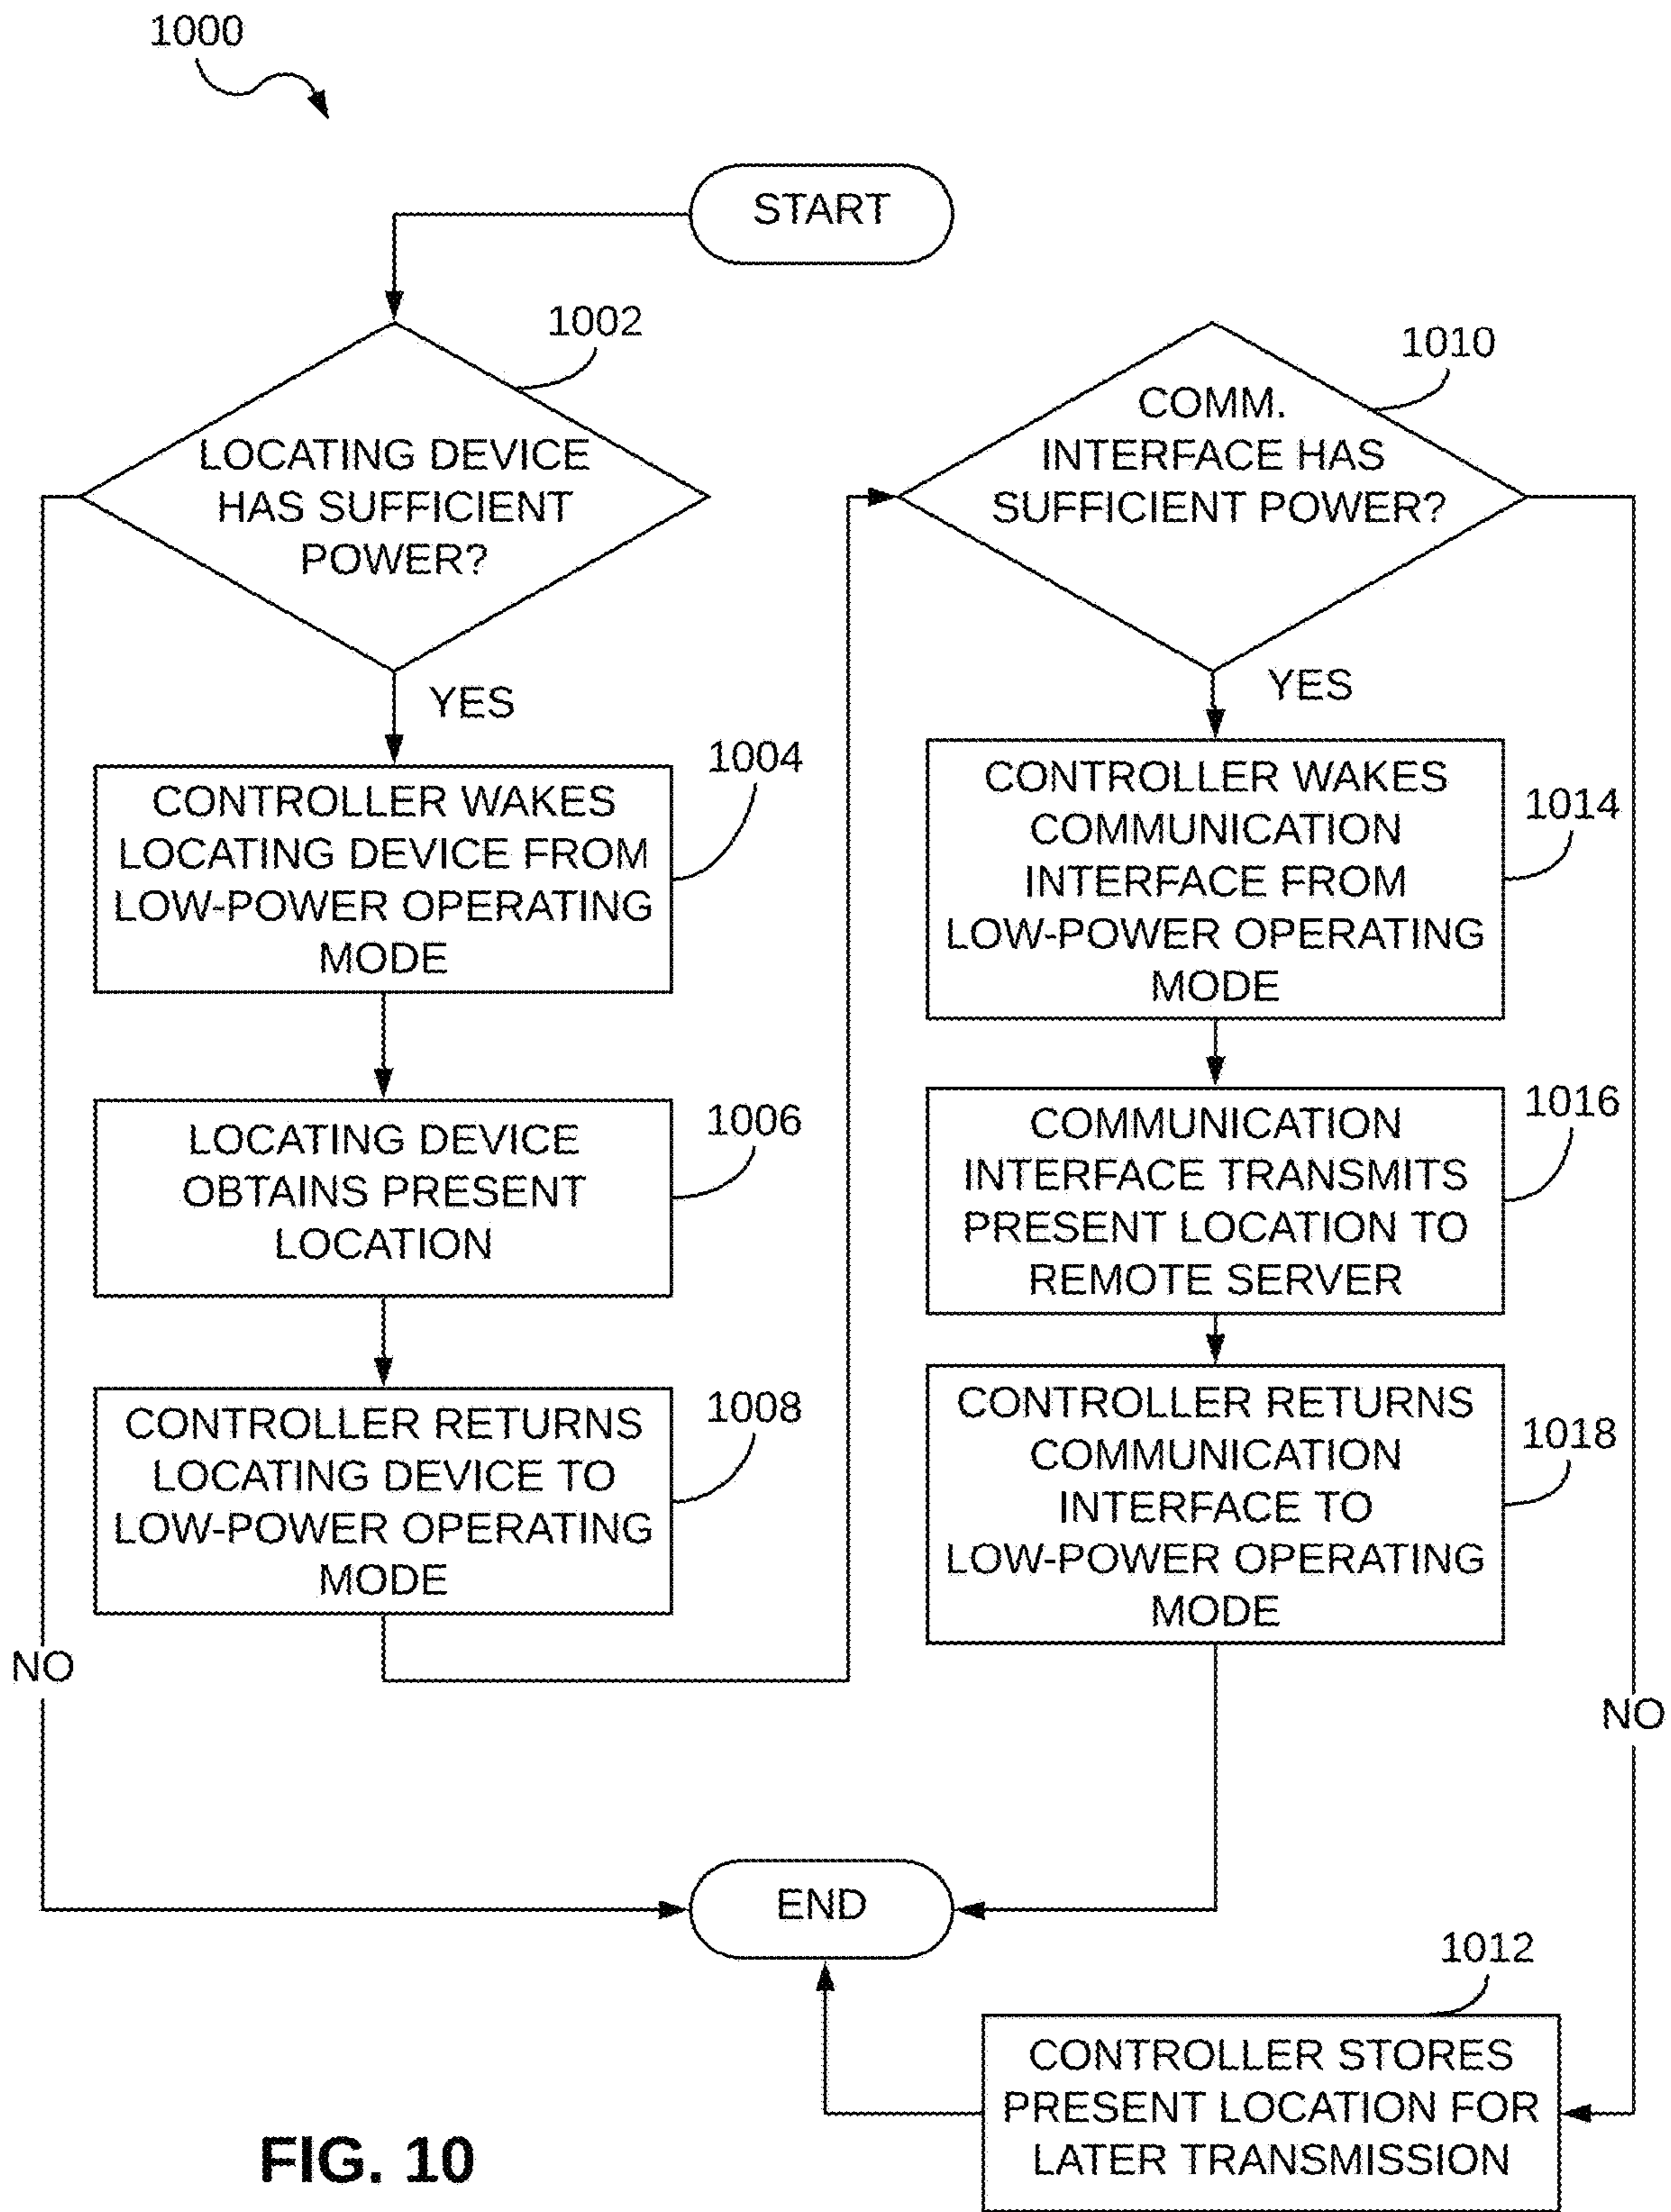 1000
START
1002
LOCATING DEVICE
HAS SUFFICIENT
POWER?
YES
1004
CONTROLLER WAKES
LOCATING DEVICE FROM
LOW-POWER OPERATING
MODE
1006
LOCATING DEVICE
OBTAINS PRESENT
LOCATION
1008
CONTROLLER RETURNS
LOCATING DEVICE TO
LOW-POWER OPERATING
MODE
NO
1010
COMM.
INTERFACE HAS
SUFFICIENT POWER?
YES
1014
CONTROLLER WAKES
COMMUNICATION
INTERFACE FROM
LOW-POWER OPERATING
MODE
1016
COMMUNICATION
INTERFACE TRANSMITS
PRESENT LOCATION TO
REMOTE SERVER
1018
CONTROLLER RETURNS
COMMUNICATION
INTERFACE TO
LOW-POWER OPERATING
MODE
NO
END
1012
CONTROLLER STORES
PRESENT LOCATION FOR
LATER TRANSMISSION
FIG. 10